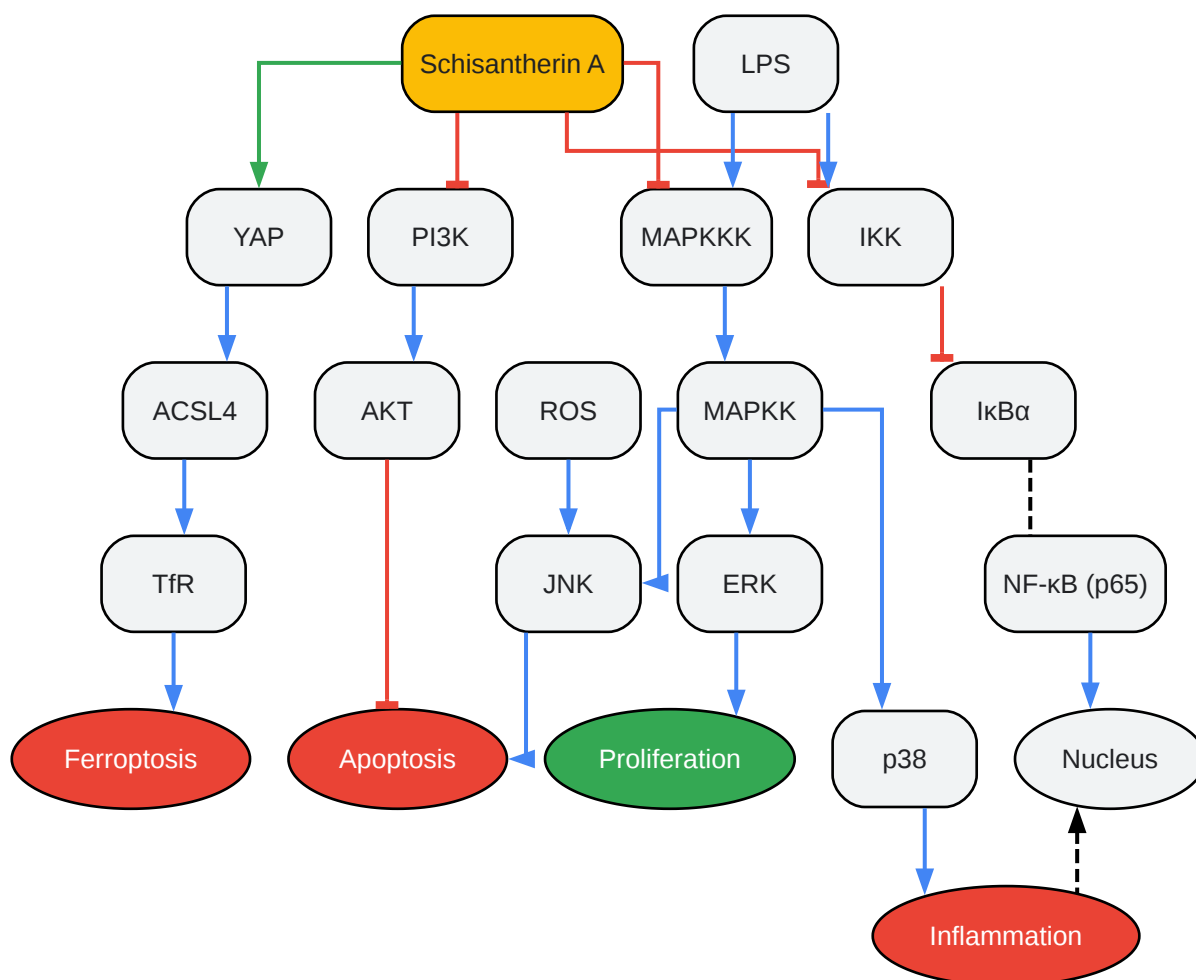 Schisantherin A
LPS
YAP
PI3K
MAPKKK
IKK
ACSL4
AKT
ROS
MAPKK
IκBα
TfR
JNK
ERK
NF-κB (p65)
Ferroptosis
Apoptosis
Proliferation
p38
Nucleus
Inflammation